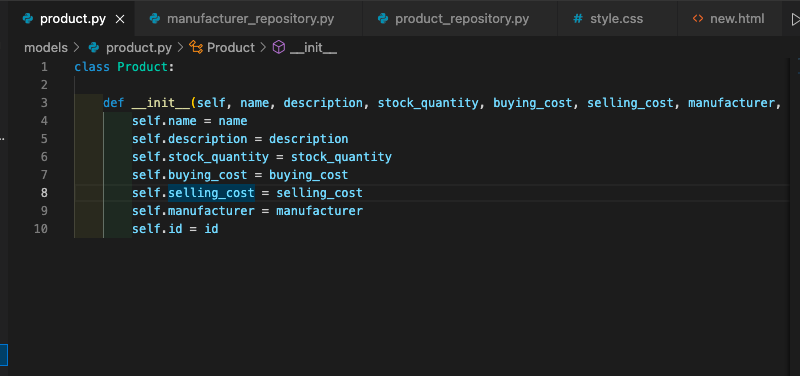 product.py manufacturer_repository.py product_repository.py # style.css <> new.html
models > product.py > Product > __init__
1 class Product:
2
3 def __init__(self, name, description, stock_quantity, buying_cost, selling_cost, manufacturer,
4 self.name = name
5 self.description = description
6 self.stock_quantity = stock_quantity
7 self.buying_cost = buying_cost
8 self.selling_cost = selling_cost
9 self.manufacturer = manufacturer
10 self.id = id